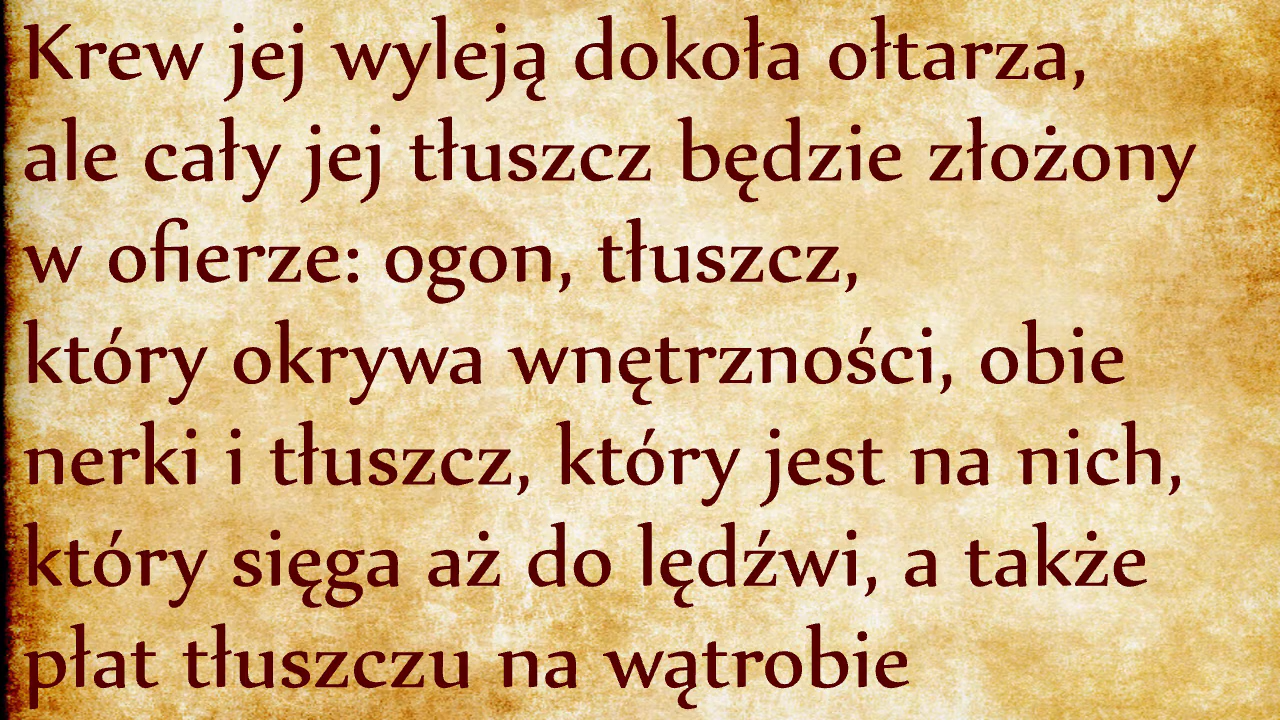 Krew jej wyleją dokoła ołtarza,
ale cały jej tłuszcz będzie złożony
w ofierze: ogon, tłuszcz,
który okrywa wnętrzności, obie
nerki i tłuszcz, który jest na nich,
który sięga aż do lędźwi, a także
płat tłuszczu na wątrobie